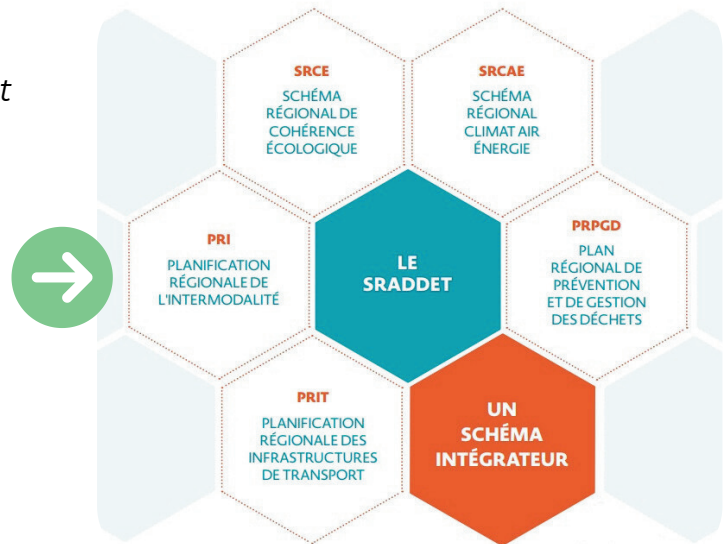 t
SRCE
SCHÉMA
RÉGIONAL DE
COHÉRENCE
ÉCOLOGIQUE
SRCAE
SCHÉMA
RÉGIONAL
CLIMAT AIR
ÉNERGIE
PRI
PLANIFICATION
RÉGIONALE DE
L'INTERMODALITÉ
LE
SRADDET
PRPGD
PLAN
RÉGIONAL DE
PRÉVENTION
ET DE GESTION
DES DÉCHETS
PRIT
PLANIFICATION
RÉGIONALE DES
INFRASTRUCTURES
DE TRANSPORT
UN
SCHÉMA
INTÉGRATEUR